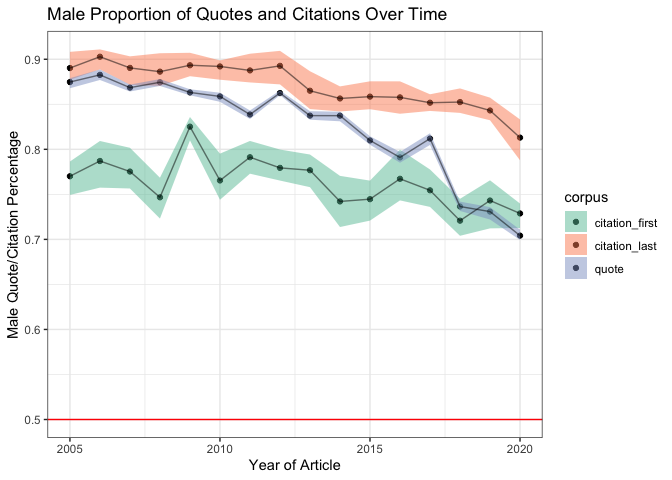 Male Proportion of Quotes and Citations Over Time
Male Quote/Citation Percentage
0.9
0.8
0.7
0.6
0.5
2005
2010
2015
2020
Year of Article
corpus
citation_first
citation_last
quote